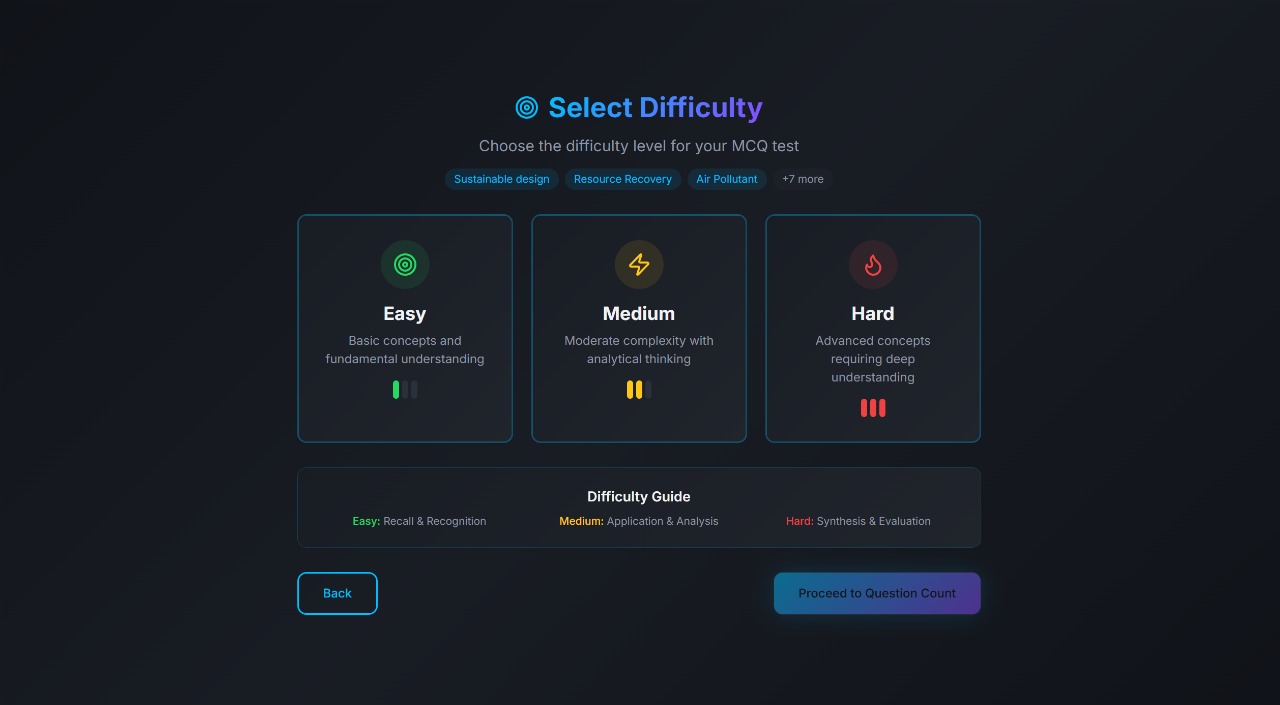 Select Difficulty
Choose the difficulty level for your MCQ test
Sustainable design Resource Recovery Air Pollutant +7 more
Easy
Basic concepts and
fundamental understanding
Medium
Moderate complexity with
analytical thinking
Hard
Advanced concepts
requiring deep
understanding
Difficulty Guide
Easy: Recall & Recognition Medium: Application & Analysis Hard: Synthesis & Evaluation
Back Proceed to Question Count